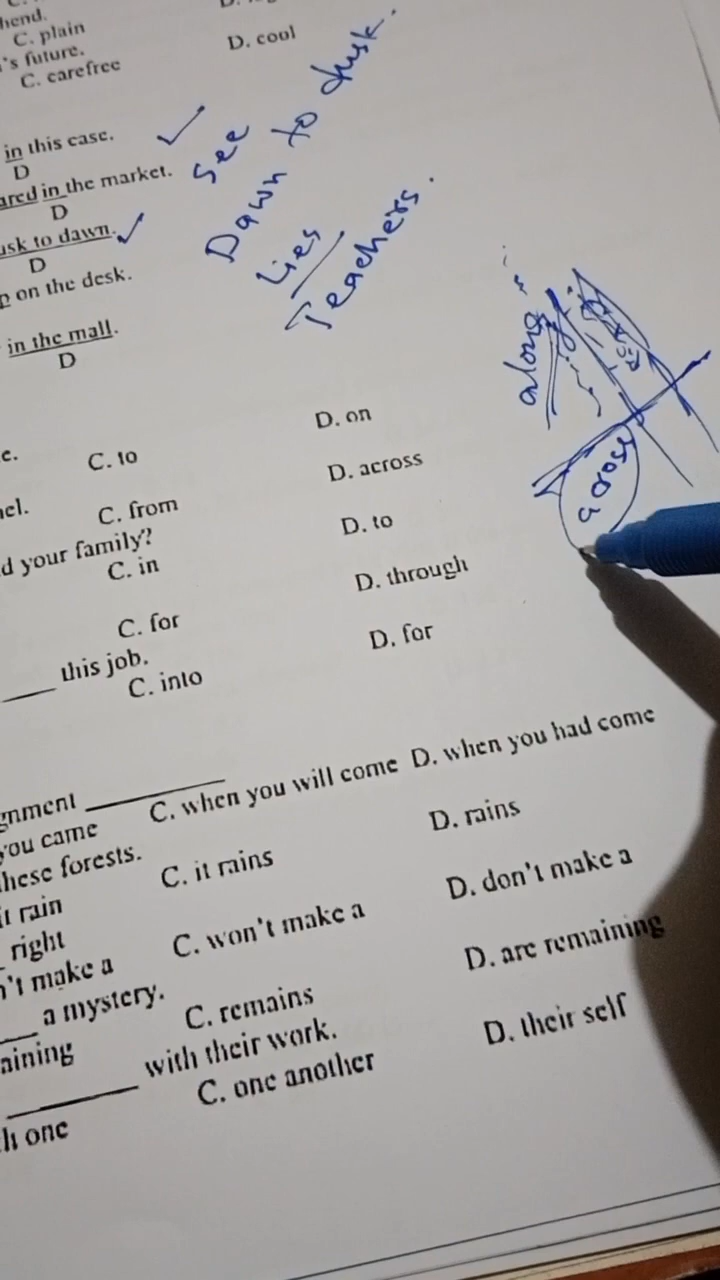 hend.
C. plain
's future.
D. cool
C. carefree
in this case.
D
ared in the market.
D
usk to dawn.
D
p on the desk.
in the mall.
D
See
Dawn to dusk.
Lies
Teachers.
along
across
e.
C. to
D. on
nel.
C. from
D. across
d your family?
C. in
D. to
C. for
D. through
this job.
C. into
D. for
gnment
you came
C. when you will come D. when you had come
these forests.
it rain
C. it rains
D. rains
right
n't make a
C. won't make a
D. don't make a
a mystery.
aining
C. remains
D. are remaining
with their work.
h one
C. one another
D. their self